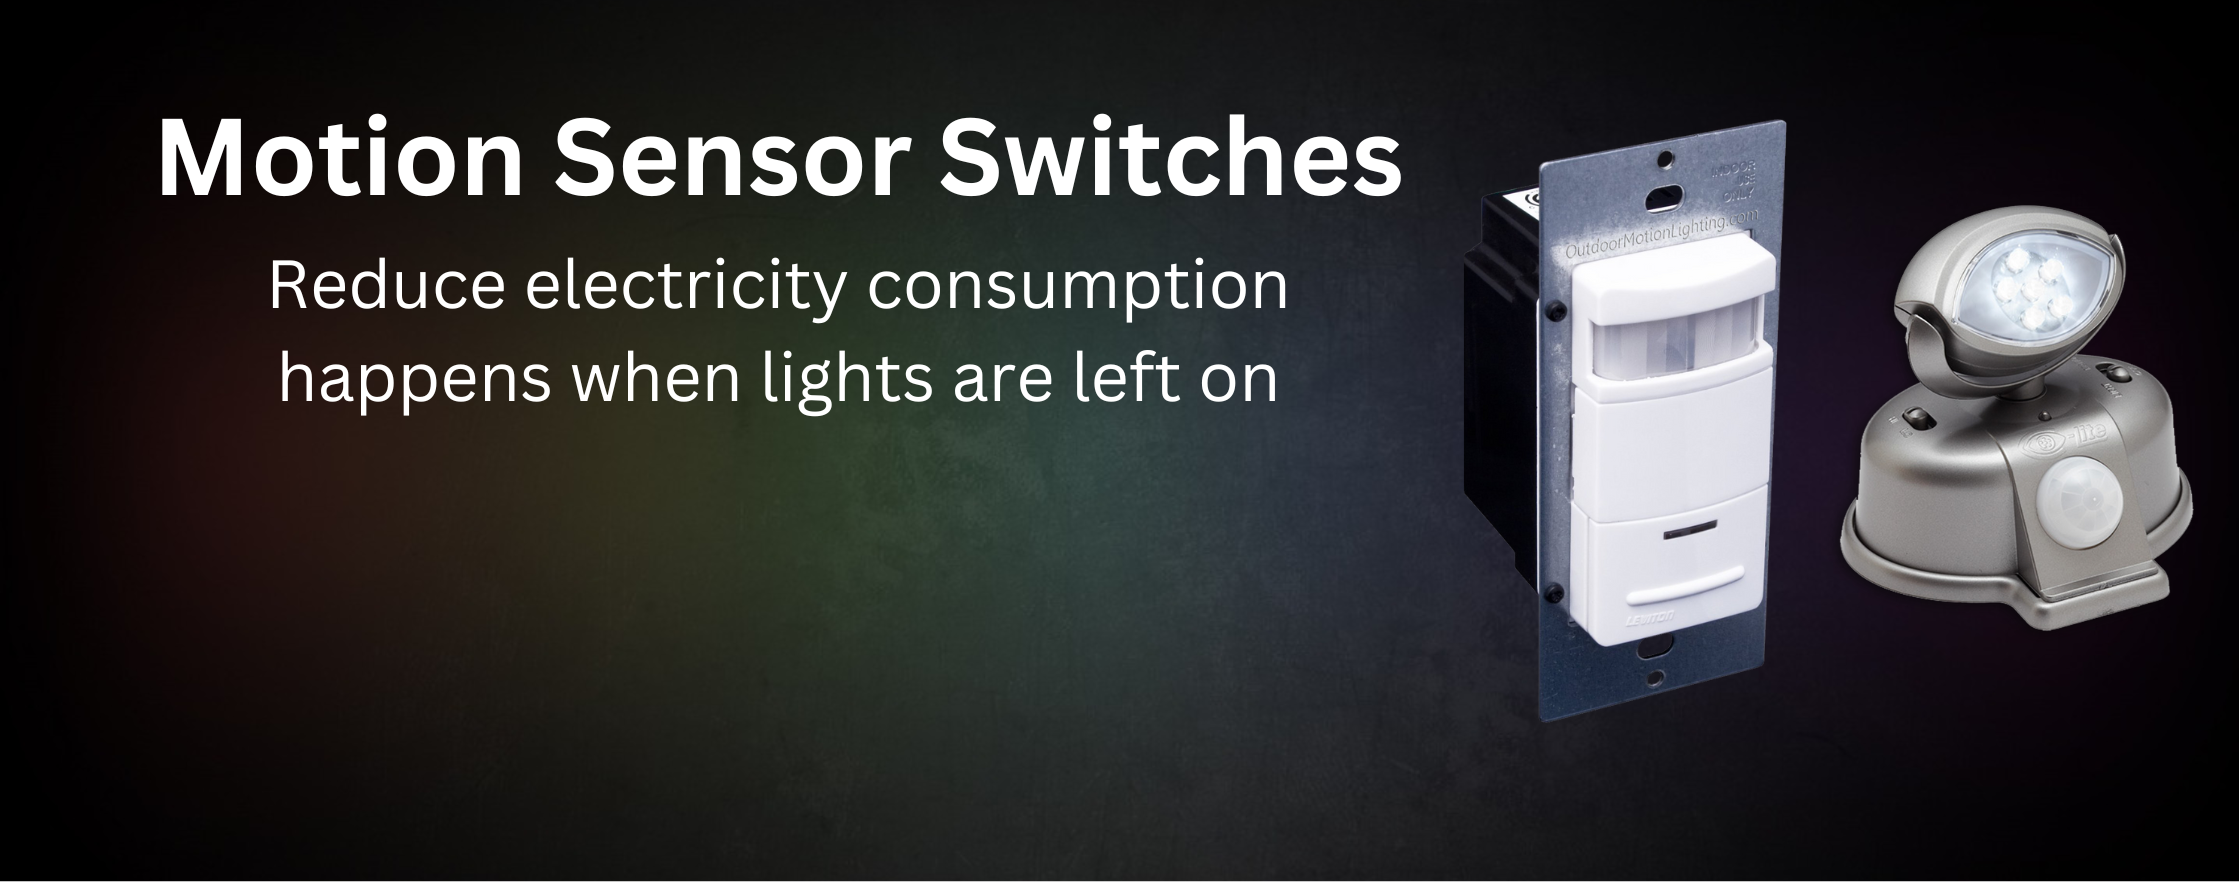 Motion Sensor Switches
Reduce electricity consumption
happens when lights are left on
INDOOR
USE
ONLY
OutdoorMotionLighting.com
LEVITON
lite